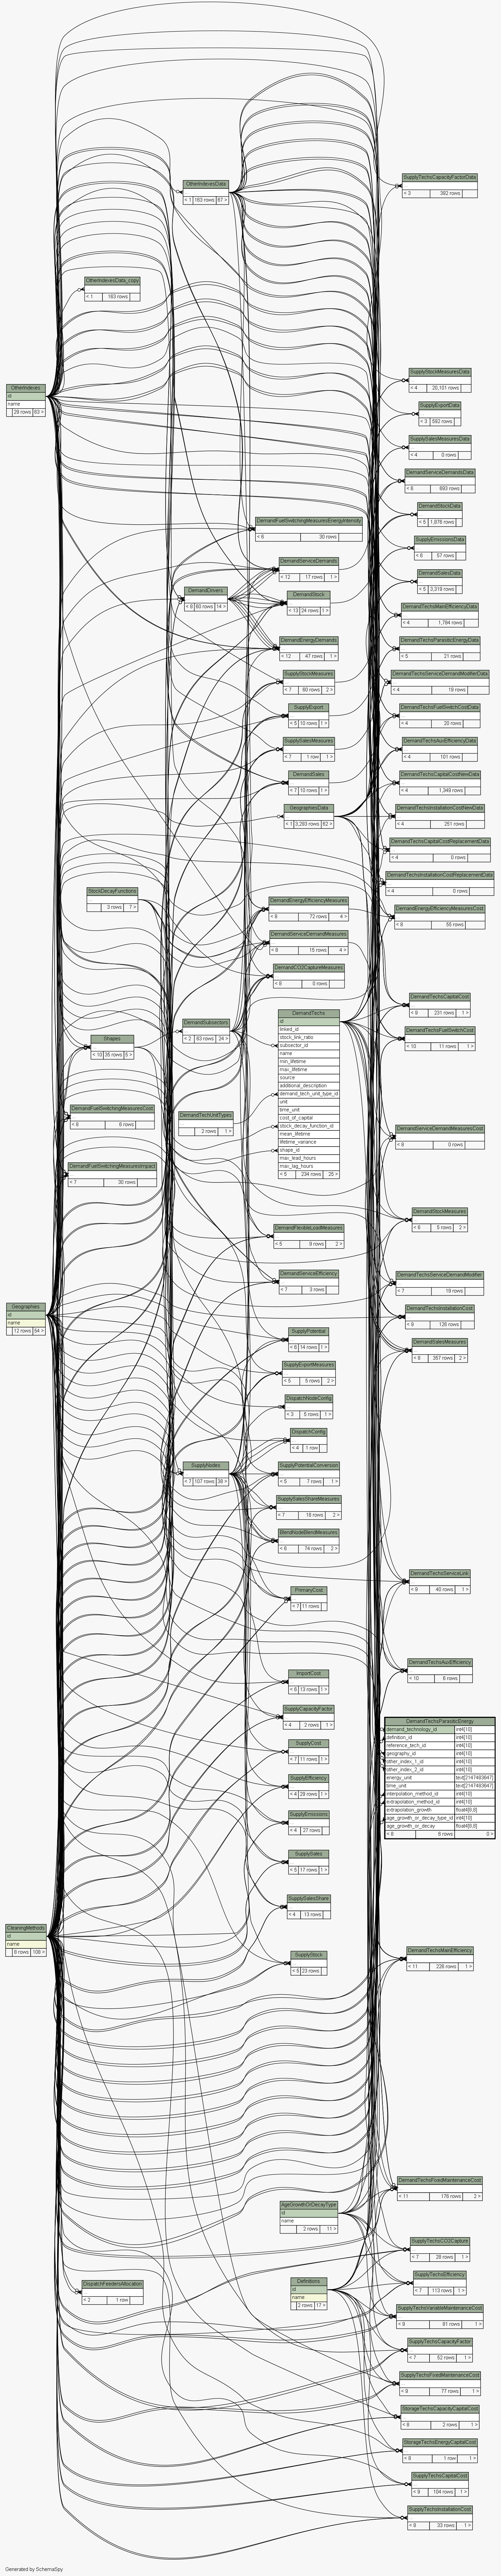 OtherIndexesData
< 1 163 rows 67 >
SupplyTechsCapacityFactorData
< 3 392 rows
OtherIndexesData_copy
< 1 163 rows
OtherIndexes
id
name
28 rows 63 >
SupplyStockMeasuresData
< 4 20,101 rows
SupplyExportData
< 3 592 rows
SupplySalesMeasuresData
< 4 0 rows
DemandServiceDemandsData
< 6 693 rows
DemandStockData
SupplyEmissionsData
< 6 57 rows
DemandSalesData
< 5 3,319 rows
DemandFuelSwitchingMeasuresEnergyIntensity
< 6 30 rows
DemandServiceDemands
< 12 17 rows 1 >
DemandDrivers
< 8 60 rows 14 >
DemandStock
< 13 24 rows 1 >
DemandEnergyDemands
< 12 47 rows 1 >
SupplyStockMeasures
< 7 60 rows 2 >
SupplyExport
< 5 10 rows 1 >
SupplySalesMeasures
< 7 1 row 1 >
DemandSales
< 7 10 rows 1 >
GeographiesData
< 1 3,293 rows 62 >
DemandTechsMainEfficiencyData
< 4 1,784 rows
DemandTechsParasiticEnergyData
< 5 21 rows
DemandTechsServiceDemandModifierData
< 4 19 rows
DemandTechsFuelSwitchCostData
< 4 20 rows
DemandTechsAuxEfficiencyData
< 4 101 rows
DemandTechsCapitalCostNewData
< 4 1,349 rows
DemandTechsInstallationCostNewData
< 4 251 rows
DemandTechsCapitalCostReplacementData
< 4 0 rows
DemandTechsInstallationCostReplacementData
< 4 0 rows
StockDecayFunctions
3 rows 7 >
DemandEnergyEfficiencyMeasures
< 8 72 rows 4 >
DemandEnergyEfficiencyMeasuresCost
< 8 55 rows
DemandServiceDemandMeasures
< 8 15 rows 4 >
DemandCO2CaptureMeasures
< 8 0 rows
DemandTechsCapitalCost
< 9 231 rows 1 >
DemandTechsFuelSwitchCost
< 10 11 rows 1 >
DemandSubsectors
< 2 63 rows 24 >
Shapes
< 10 35 rows 5 >
DemandTechs
id
linked_id
stock_link_ratio
subsector_id
name
min_lifetime
max_lifetime
source
additional_description
demand_tech_unit_type_id
unit
time_unit
cost_of_capital
stock_decay_function_id
mean_lifetime
lifetime_variance
shape_id
max_lead_hours
max_lag_hours
< 5 234 rows 25 >
DemandFuelSwitchingMeasuresCost
< 8 6 rows
DemandTechUnitTypes
2 rows 1 >
DemandServiceDemandMeasuresCost
< 8 0 rows
DemandFuelSwitchingMeasuresImpact
< 7 30 rows
DemandStockMeasures
< 8 5 rows 2 >
DemandFlexibleLoadMeasures
< 5 9 rows 2 >
DemandServiceEfficiency
< 7 3 rows
DemandTechsServiceDemandModifier
< 7 19 rows
DemandTechsInstallationCost
< 9 126 rows 1 >
Geographies
id
name
12 rows 64 >
SupplyPotential
< 6 14 rows 1 >
DemandSalesMeasures
< 8 357 rows 2 >
SupplyExportMeasures
< 5 5 rows 2 >
DispatchNodeConfig
< 3 5 rows 1 >
DispatchConfig
< 4 1 row
SupplyNodes
< 7 107 rows 38 >
SupplyPotentialConversion
< 5 7 rows 1 >
SupplySalesShareMeasures
< 7 18 rows 2 >
BlendNodeBlendMeasures
< 6 74 rows 2 >
DemandTechsServiceLink
< 9 40 rows 1 >
PrimaryCost
< 7 11 rows
ImportCost
< 6 13 rows 1 >
DemandTechsAuxEfficiency
< 10 6 rows
SupplyCapacityFactor
< 4 2 rows 1 >
DemandTechsParasiticEnergy
demand_technology_id int4[10]
definition_id int4[10]
reference_tech_id int4[10]
geography_id int4[10]
other_index_1_id int4[10]
other_index_2_id int4[10]
energy_unit text[2147483647]
time_unit text[2147483647]
interpolation_method_id int4[10]
extrapolation_method_id int4[10]
extrapolation_growth float4[8,8]
age_growth_or_decay_type_id int4[10]
age_growth_or_decay float4[8,8]
SupplyCost
< 7 11 rows 1 >
SupplyEfficiency
< 4 29 rows 1 >
SupplyEmissions
< 4 27 rows
SupplySales
< 5 17 rows 1 >
SupplySalesShare
< 4 13 rows
CleaningMethods
id
name
8 rows 108 >
SupplyStock
< 5 23 rows
DemandTechsMainEfficiency
< 11 226 rows 1 >
DemandTechsFixedMaintenanceCost
< 11 178 rows 2 >
AgeGrowthOrDecayType
id
name
2 rows 11 >
SupplyTechsCO2Capture
< 7 26 rows 1 >
SupplyTechsEfficiency
< 7 113 rows 1 >
DispatchFeedersAllocation
< 2 1 row
Definitions
id
name
2 rows 17 >
SupplyTechsVariableMaintenanceCost
< 9 81 rows 1 >
SupplyTechsCapacityFactor
< 7 52 rows 1 >
SupplyTechsFixedMaintenanceCost
< 8 77 rows 1 >
StorageTechsCapacityCapitalCost
< 8 2 rows 1 >
StorageTechsEnergyCapitalCost
< 8 1 row 1 >
SupplyTechsCapitalCost
< 8 104 rows 1 >
SupplyTechsInstallationCost
< 8 33 rows 1 >
Generated by SchemaSpy